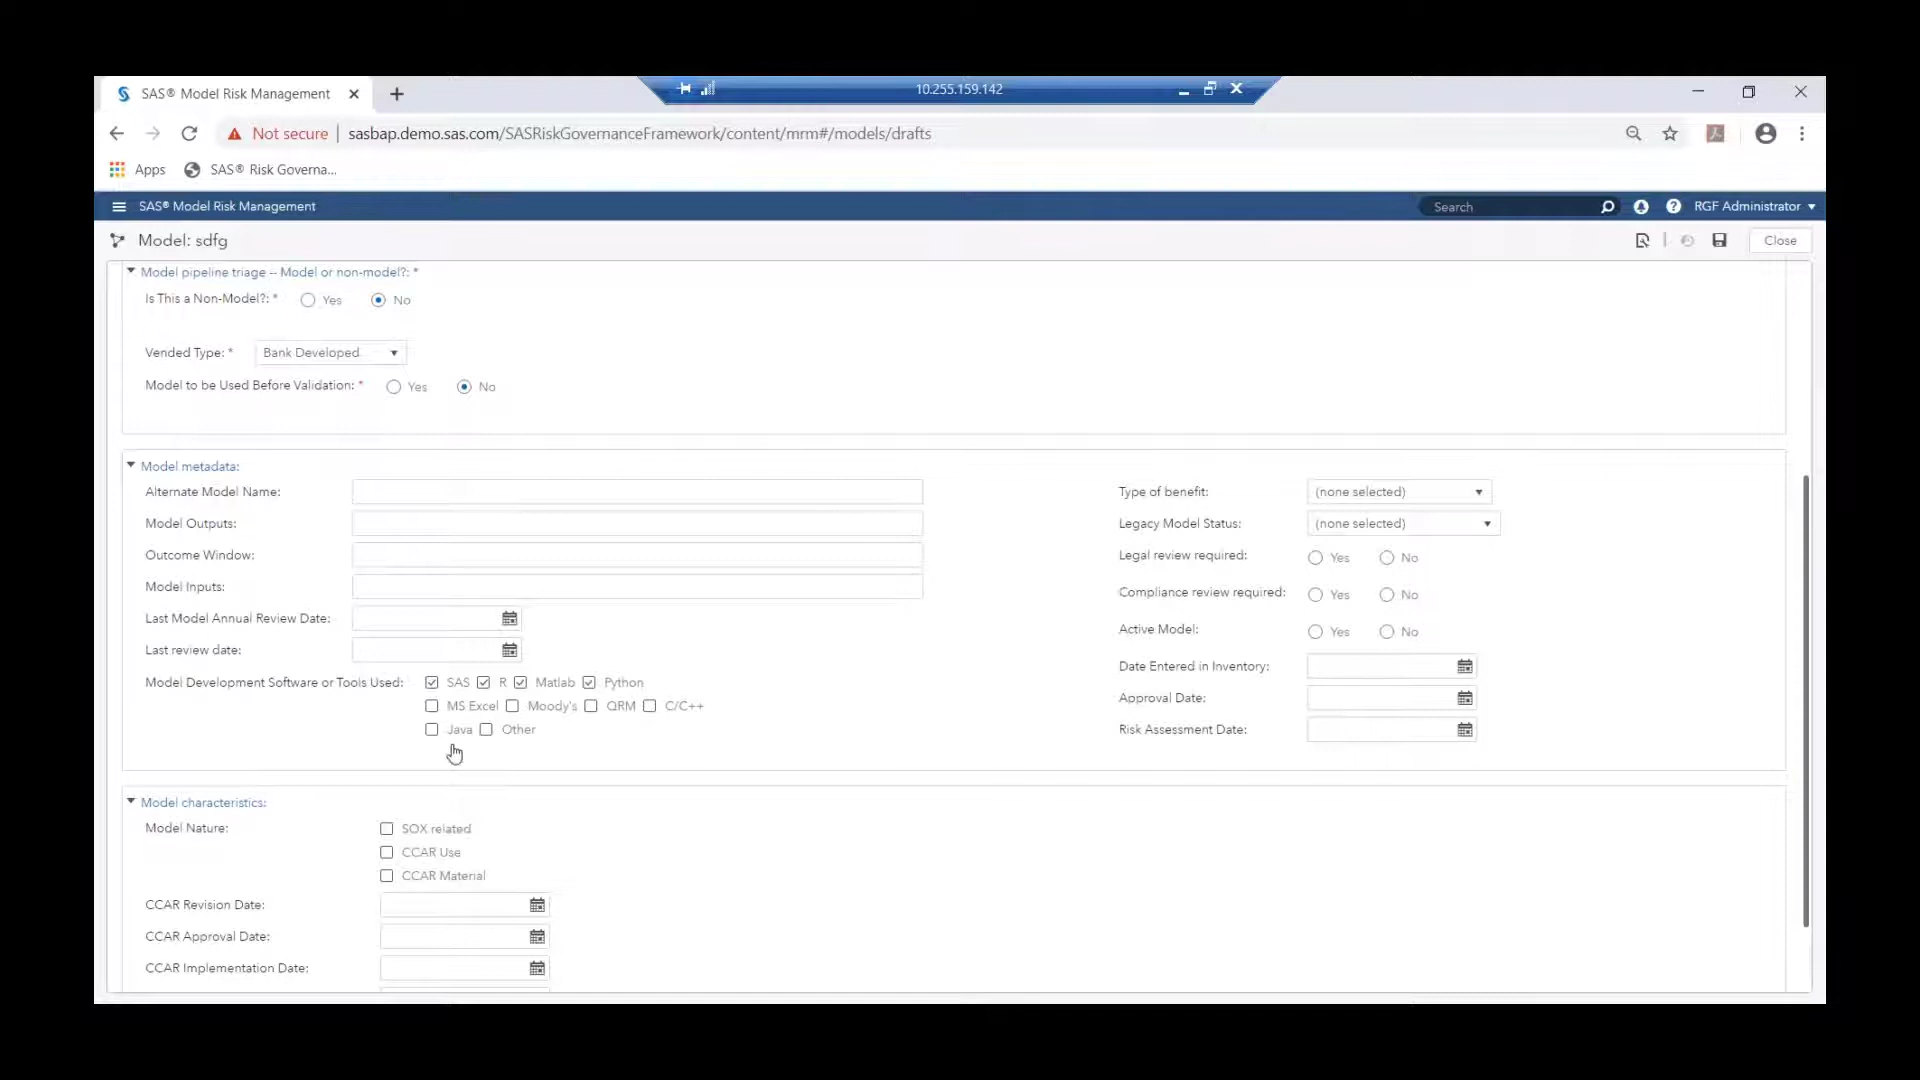 SAS® Model Risk Management
10.255.159.142
Not secure | sasbap.demo.sas.com/SASRiskGovernanceFramework/content/mrm#/models/drafts
Apps SAS® Risk Governa...
SAS® Model Risk Management Search RGF Administrator
Model: sdfg Close
Model pipeline triage -- Model or non-model?: *
Is This a Non-Model?: * Yes No
Vended Type: * Bank Developed
Model to be Used Before Validation: * Yes No
Model metadata:
Alternate Model Name: Type of benefit: (none selected)
Model Outputs: Legacy Model Status: (none selected)
Outcome Window: Legal review required: Yes No
Model Inputs: Compliance review required: Yes No
Last Model Annual Review Date: Active Model: Yes No
Last review date: Date Entered in Inventory:
Model Development Software or Tools Used: SAS R Matlab Python Approval Date:
MS Excel Moody's QRM C/C++
Java Other Risk Assessment Date:
Model characteristics:
Model Nature: SOX related
CCAR Use
CCAR Material
CCAR Revision Date:
CCAR Approval Date:
CCAR Implementation Date: